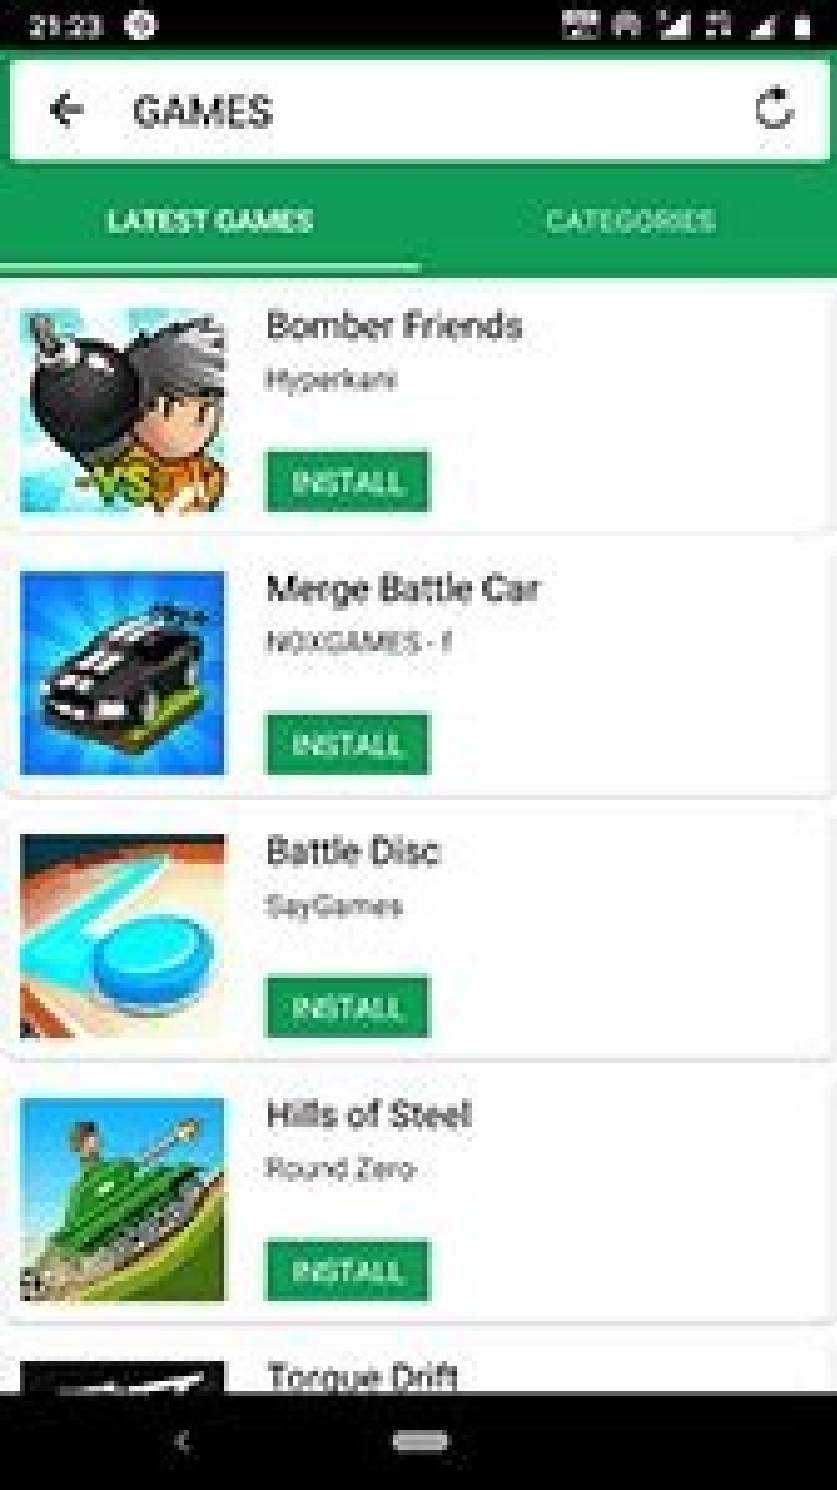 21:23
GAMES
LATEST GAMES
CATEGORIES
Bomber Friends
Hyperkani
INSTALL
VS
Merge Battle Car
NOXGAMES - f
INSTALL
Battle Disc
SayGames
INSTALL
Hills of Steel
Round Zero
INSTALL
Torque Drift